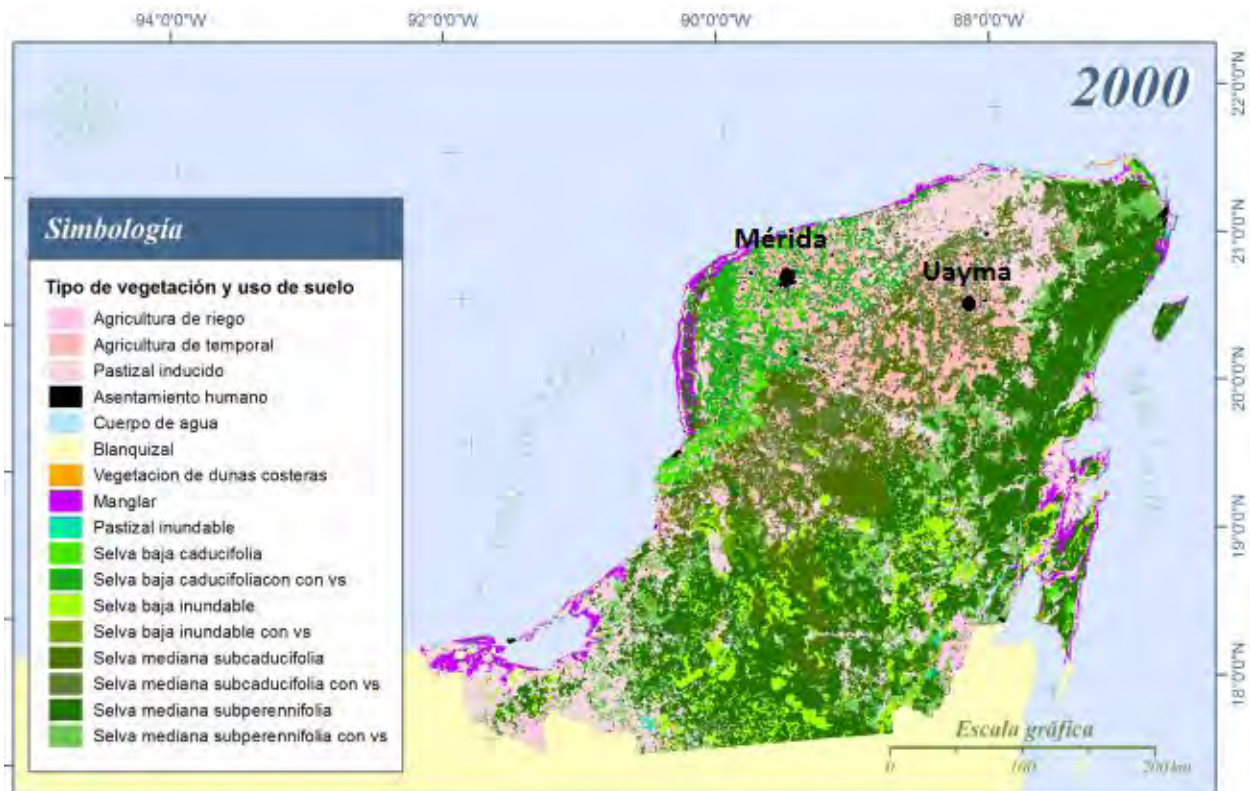 94°0'0"W 92°0'0"W 90°0'0"W 88°0'0"W
2000
22°0'0"N
21°0'0"N
20°0'0"N
19°0'0"N
18°0'0"N
Mérida
Uayma
Simbología
Tipo de vegetación y uso de suelo
Agricultura de riego
Agricultura de temporal
Pastizal inducido
Asentamiento humano
Cuerpo de agua
Blanquizal
Vegetacion de dunas costeras
Manglar
Pastizal inundable
Selva baja caducifolia
Selva baja caducifoliacon con vs
Selva baja inundable
Selva baja inundable con vs
Selva mediana subcaducifolia
Selva mediana subcaducifolia con vs
Selva mediana subperennifolia
Selva mediana subperennifolia con vs
Escala gráfica
0 100 200 km